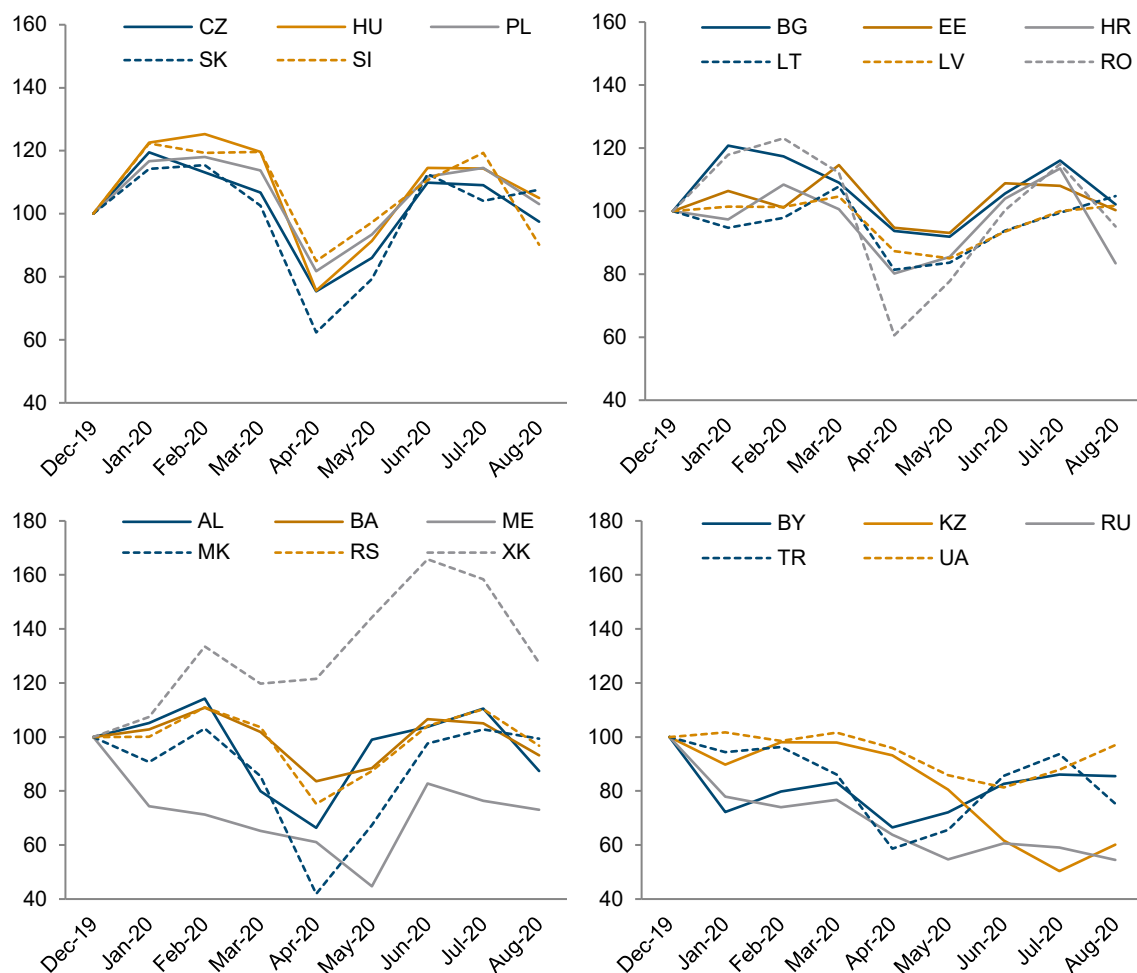 160
140
120
100
80
60
40
CZ HU PL
SK SI
Dec-19 Jan-20 Feb-20 Mar-20 Apr-20 May-20 Jun-20 Jul-20 Aug-20
160
140
120
100
80
60
40
BG EE HR
LT LV RO
Dec-19 Jan-20 Feb-20 Mar-20 Apr-20 May-20 Jun-20 Jul-20 Aug-20
180
160
140
120
100
80
60
40
AL BA ME
MK RS XK
Dec-19 Jan-20 Feb-20 Mar-20 Apr-20 May-20 Jun-20 Jul-20 Aug-20
180
160
140
120
100
80
60
40
BY KZ RU
TR UA
Dec-19 Jan-20 Feb-20 Mar-20 Apr-20 May-20 Jun-20 Jul-20 Aug-20